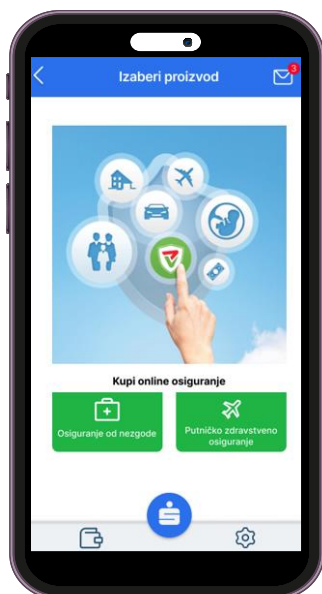 Izaberi proizvod
3
Kupi online osiguranje
Osiguranje od nezgode
Putničko zdravstveno
osiguranje